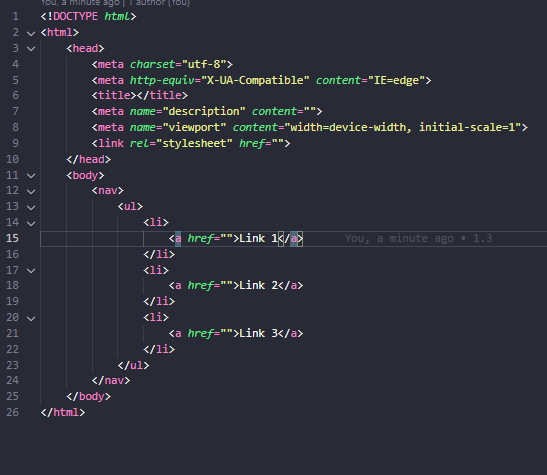 You, a minute ago | 1 author (You)
1 <!DOCTYPE html>
2 <html>
3 <head>
4 <meta charset="utf-8">
5 <meta http-equiv="X-UA-Compatible" content="IE=edge">
6 <title></title>
7 <meta name="description" content="">
8 <meta name="viewport" content="width=device-width, initial-scale=1">
9 <link rel="stylesheet" href="">
10 </head>
11 <body>
12 <nav>
13 <ul>
14 <li>
15 <a href="">Link 1</a> You, a minute ago • 1.3
16 </li>
17 <li>
18 <a href="">Link 2</a>
19 </li>
20 <li>
21 <a href="">Link 3</a>
22 </li>
23 </ul>
24 </nav>
25 </body>
26 </html>